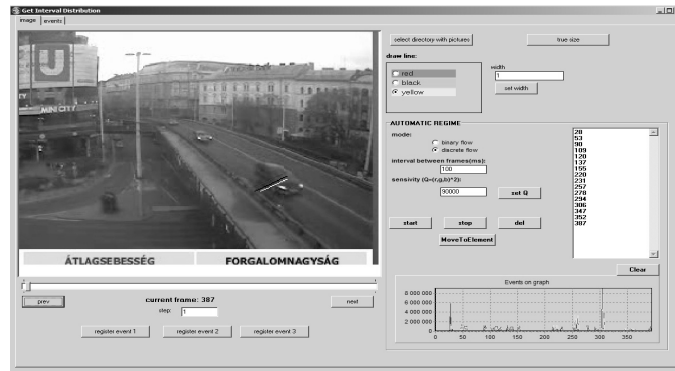 Get Interval Distribution
image events
U
MINI CITY
ÁTLAGSEBESSÉG FORGALOMNAGYSÁG
prev current frame: 387 next
step: 1
register event 1 register event 2 register event 3
select directory with pictures true size
draw line:
red
black
yellow
width
1
set width
AUTOMATIC REGIME
mode:
binary flow
discrete flow
interval between frames(ms):
100
sensivity (Q=(r,g,b)^2):
90000 set Q
start stop del
MoveToElement
28
53
90
109
120
137
155
220
231
257
278
294
306
347
352
387
Clear
Events on graph
8 000 000
6 000 000
4 000 000
2 000 000
0
0 50 100 150 200 250 300 350